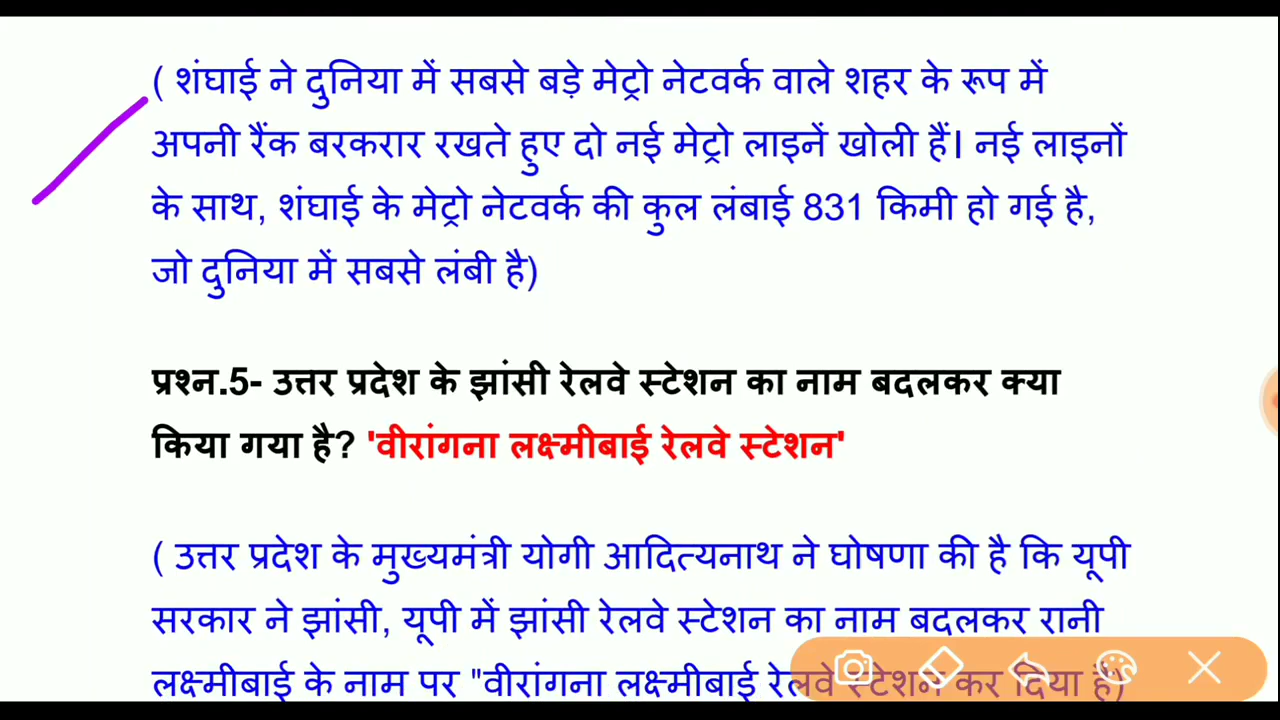 ( शंघाई ने दुनिया में सबसे बड़े मेट्रो नेटवर्क वाले शहर के रूप में
अपनी रैंक बरकरार रखते हुए दो नई मेट्रो लाइनें खोली हैं। नई लाइनों
के साथ, शंघाई के मेट्रो नेटवर्क की कुल लंबाई 831 किमी हो गई है,
जो दुनिया में सबसे लंबी है)
प्रश्न.5- उत्तर प्रदेश के झांसी रेलवे स्टेशन का नाम बदलकर क्या
किया गया है? 'वीरांगना लक्ष्मीबाई रेलवे स्टेशन'
( उत्तर प्रदेश के मुख्यमंत्री योगी आदित्यनाथ ने घोषणा की है कि यूपी
सरकार ने झांसी, यूपी में झांसी रेलवे स्टेशन का नाम बदलकर रानी
लक्ष्मीबाई के नाम पर "वीरांगना लक्ष्मीबाई रेलवे स्टेशन कर दिया है)